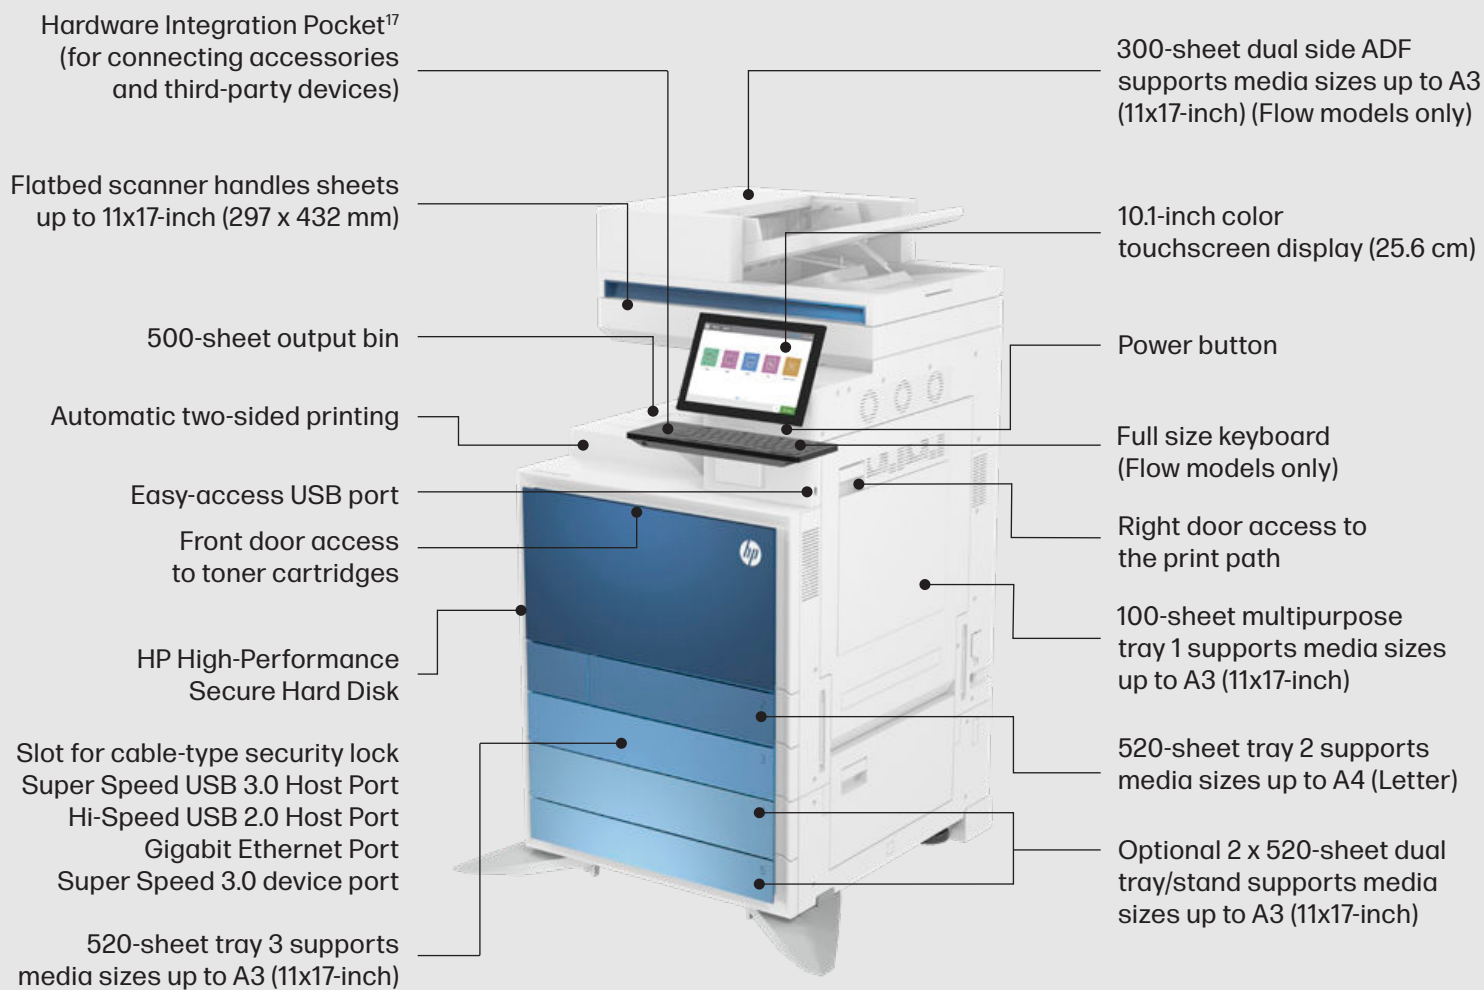 Hardware Integration Pocket17
(for connecting accessories
and third-party devices)
Flatbed scanner handles sheets
up to 11x17-inch (297 x 432 mm)
500-sheet output bin
Automatic two-sided printing
Easy-access USB port
Front door access
to toner cartridges
HP High-Performance
Secure Hard Disk
Slot for cable-type security lock
Super Speed USB 3.0 Host Port
Hi-Speed USB 2.0 Host Port
Gigabit Ethernet Port
Super Speed 3.0 device port
520-sheet tray 3 supports
media sizes up to A3 (11x17-inch)
hp
2
3
5
300-sheet dual side ADF
supports media sizes up to A3
(11x17-inch) (Flow models only)
10.1-inch color
touchscreen display (25.6 cm)
Power button
Full size keyboard
(Flow models only)
Right door access to
the print path
100-sheet multipurpose
tray 1 supports media sizes
up to A3 (11x17-inch)
520-sheet tray 2 supports
media sizes up to A4 (Letter)
Optional 2 x 520-sheet dual
tray/stand supports media
sizes up to A3 (11x17-inch)